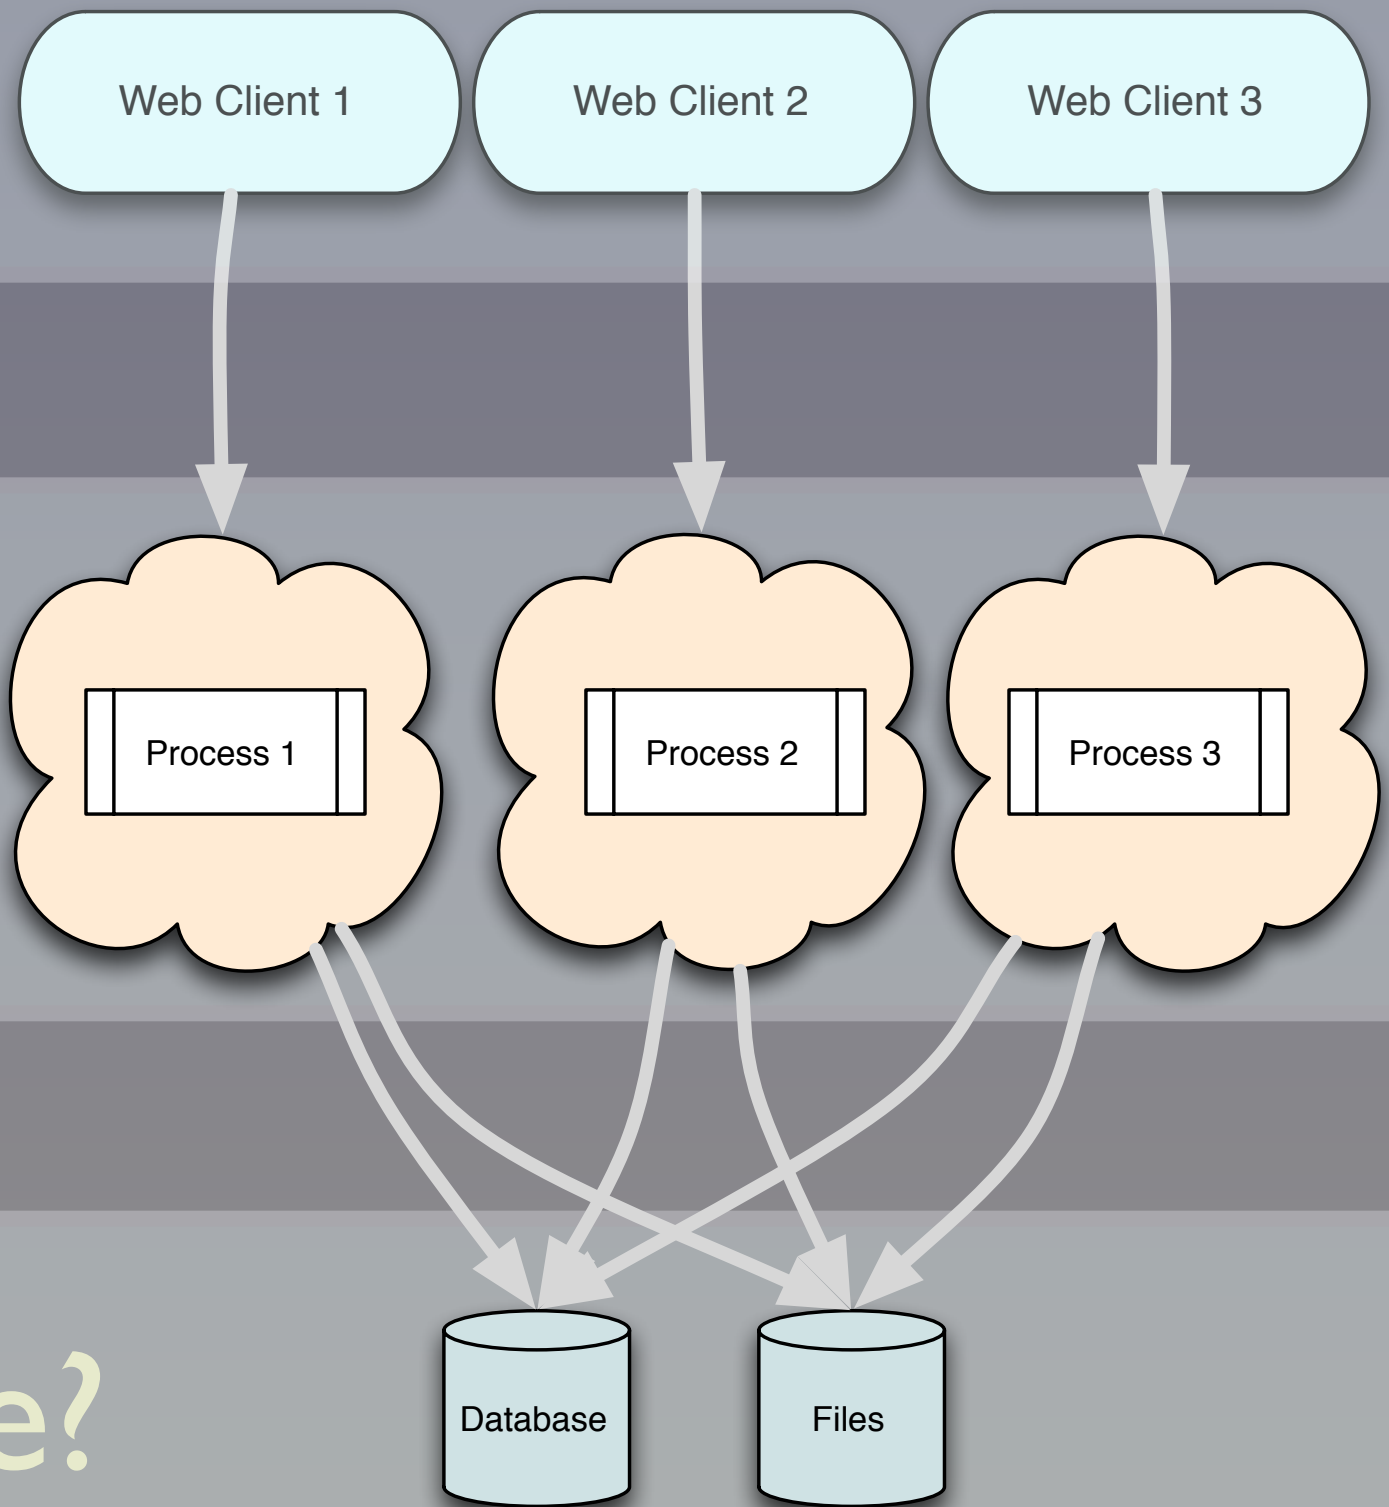 Web Client 1
Web Client 2
Web Client 3
Process 1
Process 2
Process 3
Database
Files
e?